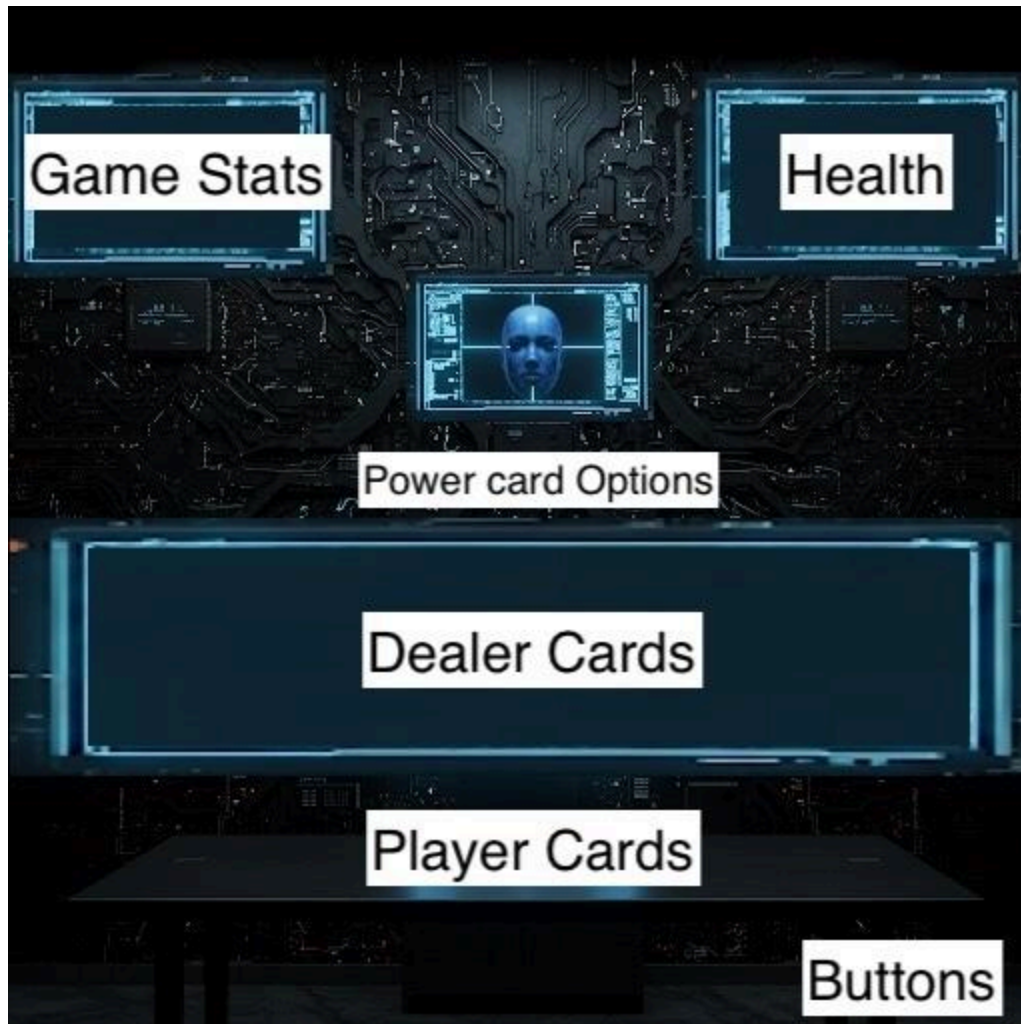 Game Stats
Health
Power card Options
Dealer Cards
Player Cards
Buttons